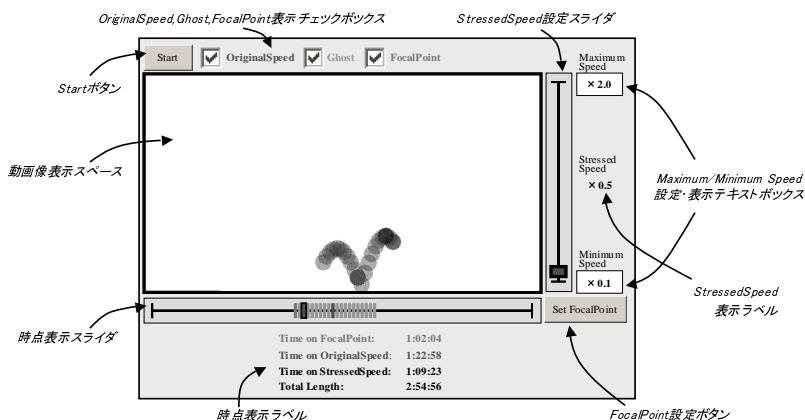 OriginalSpeed,Ghost,FocalPoint表示 チェックボックス
StressedSpeed設定スライダ
Start
OriginalSpeed
Ghost
FocalPoint
Maximum
Speed
× 2.0
Startボタン
動画像表示スペース
Stressed
Speed
× 0.5
Maximum/Minimum Speed
設定・表示テキストボックス
Minimum
Speed
× 0.1
StressedSpeed
表示ラベル
Set FocalPoint
時点表示スライダ
Time on FocalPoint: 1:02:04
Time on OriginalSpeed: 1:22:58
Time on StressedSpeed: 1:09:23
Total Length: 2:54:56
時点表示ラベル
FocalPoint設定ボタン